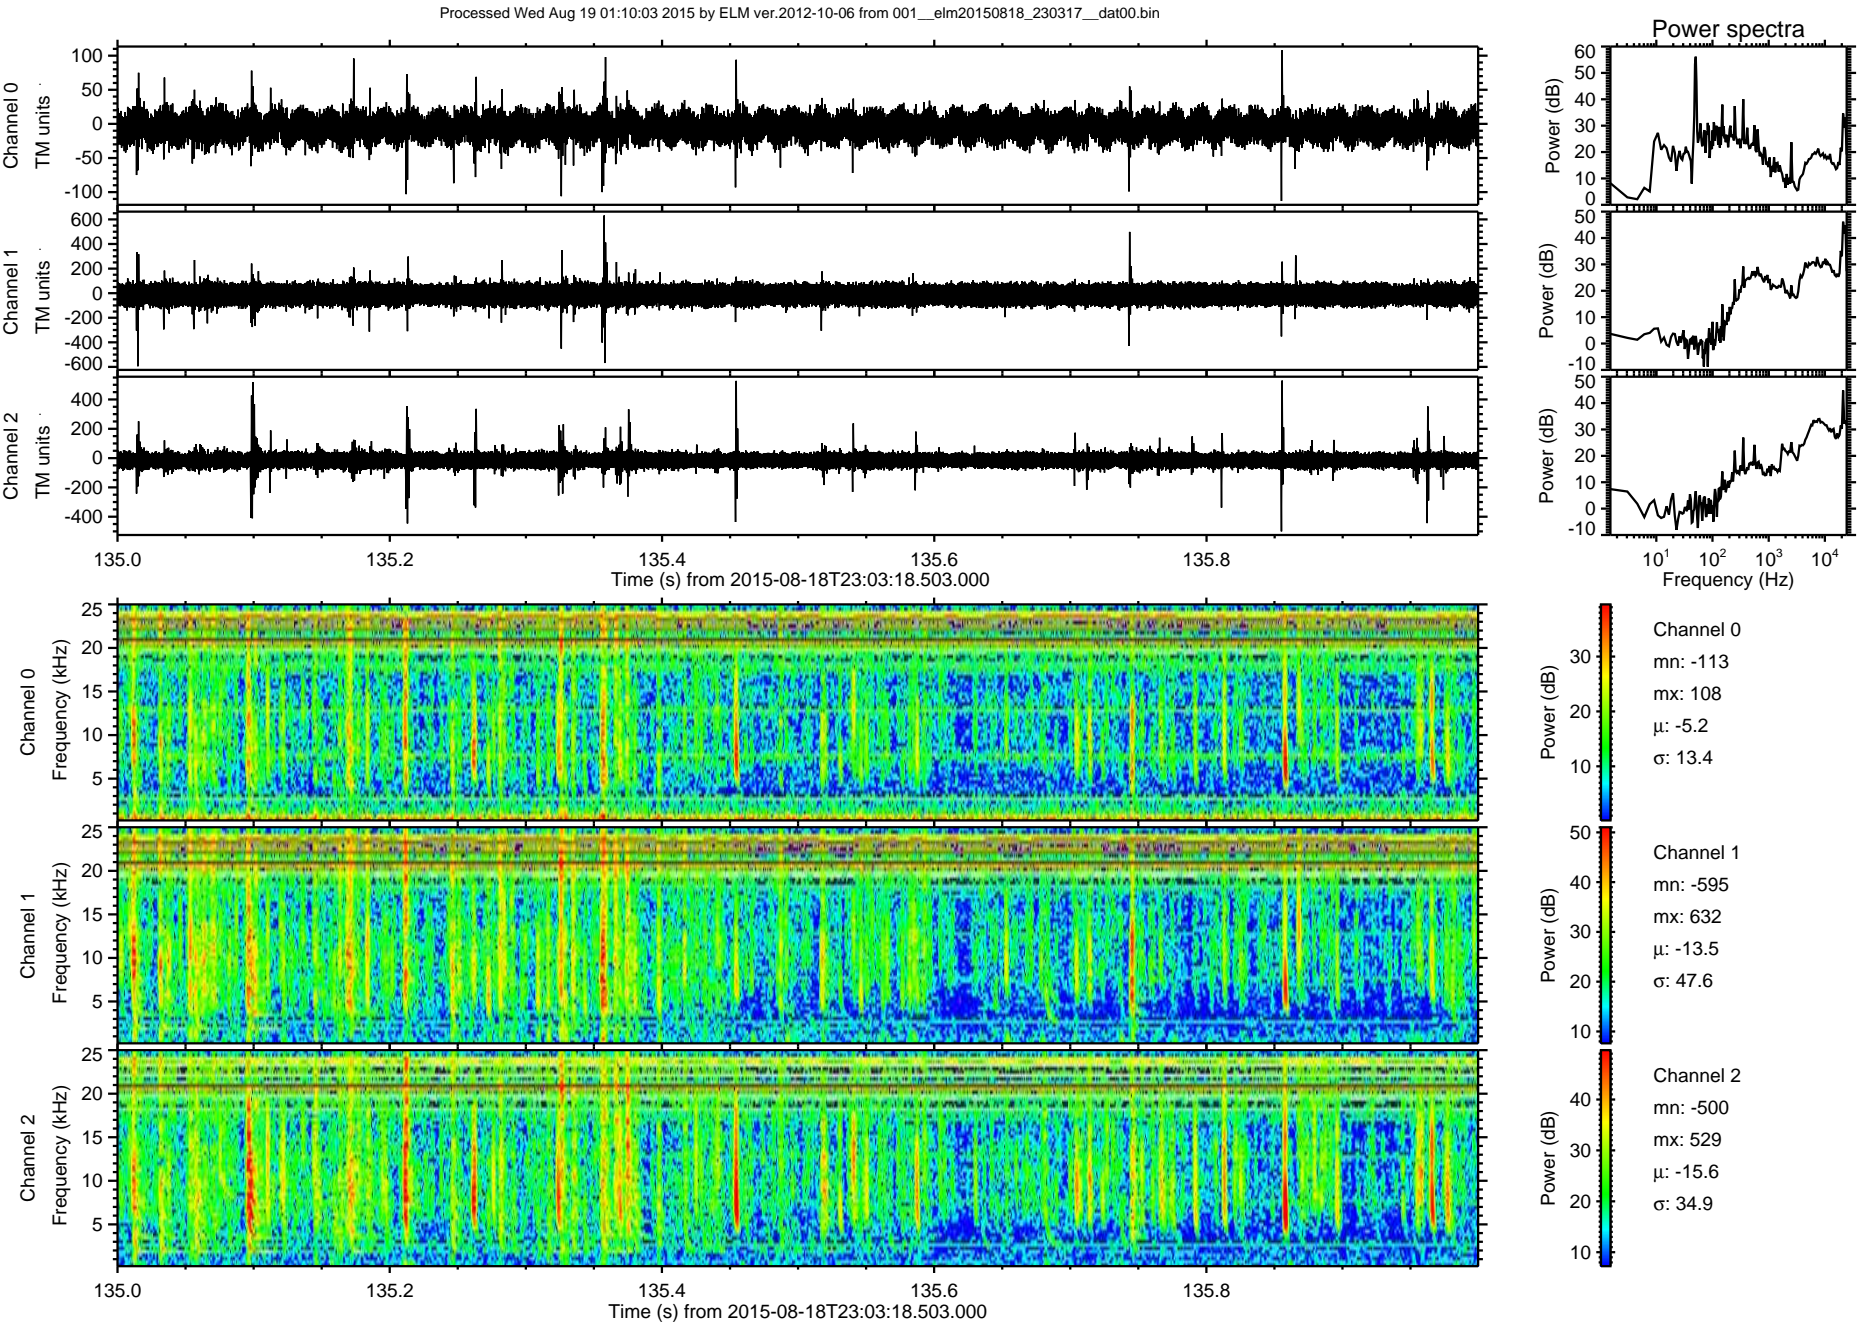 Processed Wed Aug 19 01:10:03 2015 by ELM ver.2012-10-06 from 001__elm20150818_230317__dat00.bin
Power spectra
Channel 0
TM units
100
50
0
-50
-100
Power (dB)
60
50
40
30
20
10
0
Channel 1
TM units
600
400
200
0
-200
-400
-600
Power (dB)
50
40
30
20
10
0
-10
Channel 2
TM units
400
200
0
-200
-400
Power (dB)
50
40
30
20
10
0
-10
135.0 135.2 135.4 135.6 135.8
Time (s) from 2015-08-18T23:03:18.503.000
10¹ 10² 10³ 10⁴
Frequency (Hz)
Channel 0
Frequency (kHz)
25
20
15
10
5
Power (dB)
30
20
10
Channel 0
mn: -113
mx: 108
μ: -5.2
σ: 13.4
Channel 1
Frequency (kHz)
25
20
15
10
5
Power (dB)
50
40
30
20
10
Channel 1
mn: -595
mx: 632
μ: -13.5
σ: 47.6
Channel 2
Frequency (kHz)
25
20
15
10
5
Power (dB)
40
30
20
10
Channel 2
mn: -500
mx: 529
μ: -15.6
σ: 34.9
135.0 135.2 135.4 135.6 135.8
Time (s) from 2015-08-18T23:03:18.503.000